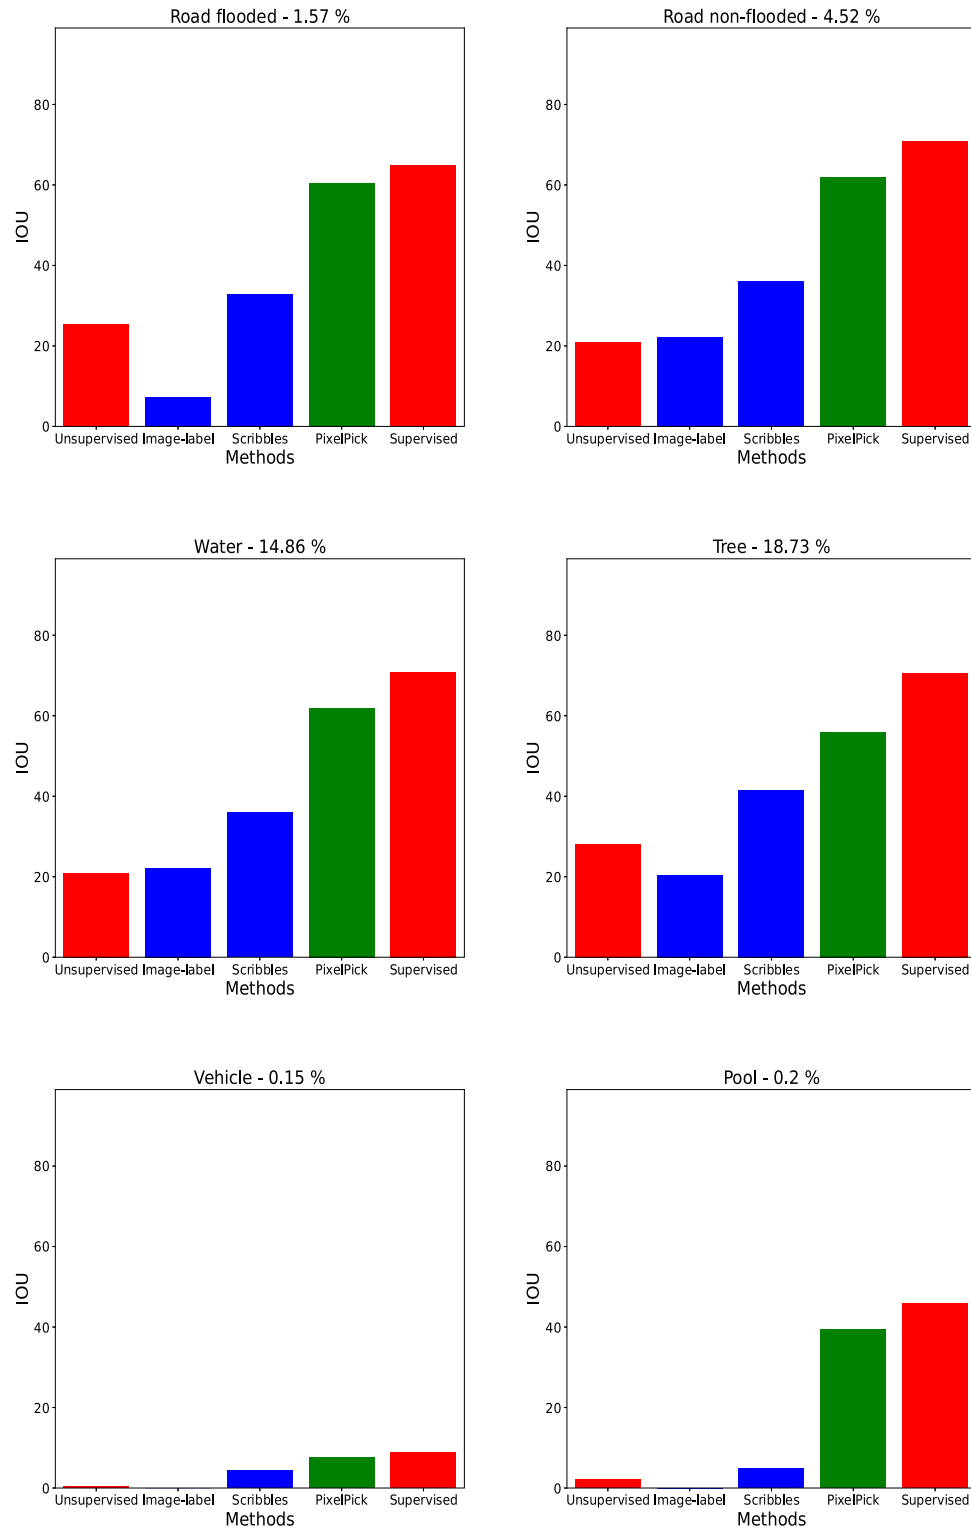 Road flooded - 1.57 %
80
60
40
20
0
IOU
Unsupervised Image-label Scribbles PixelPick Supervised
Methods
Road non-flooded - 4.52 %
80
60
40
20
0
IOU
Unsupervised Image-label Scribbles PixelPick Supervised
Methods
Water - 14.86 %
80
60
40
20
0
IOU
Unsupervised Image-label Scribbles PixelPick Supervised
Methods
Tree - 18.73 %
80
60
40
20
0
IOU
Unsupervised Image-label Scribbles PixelPick Supervised
Methods
Vehicle - 0.15 %
80
60
40
20
0
IOU
Unsupervised Image-label Scribbles PixelPick Supervised
Methods
Pool - 0.2 %
80
60
40
20
0
IOU
Unsupervised Image-label Scribbles PixelPick Supervised
Methods